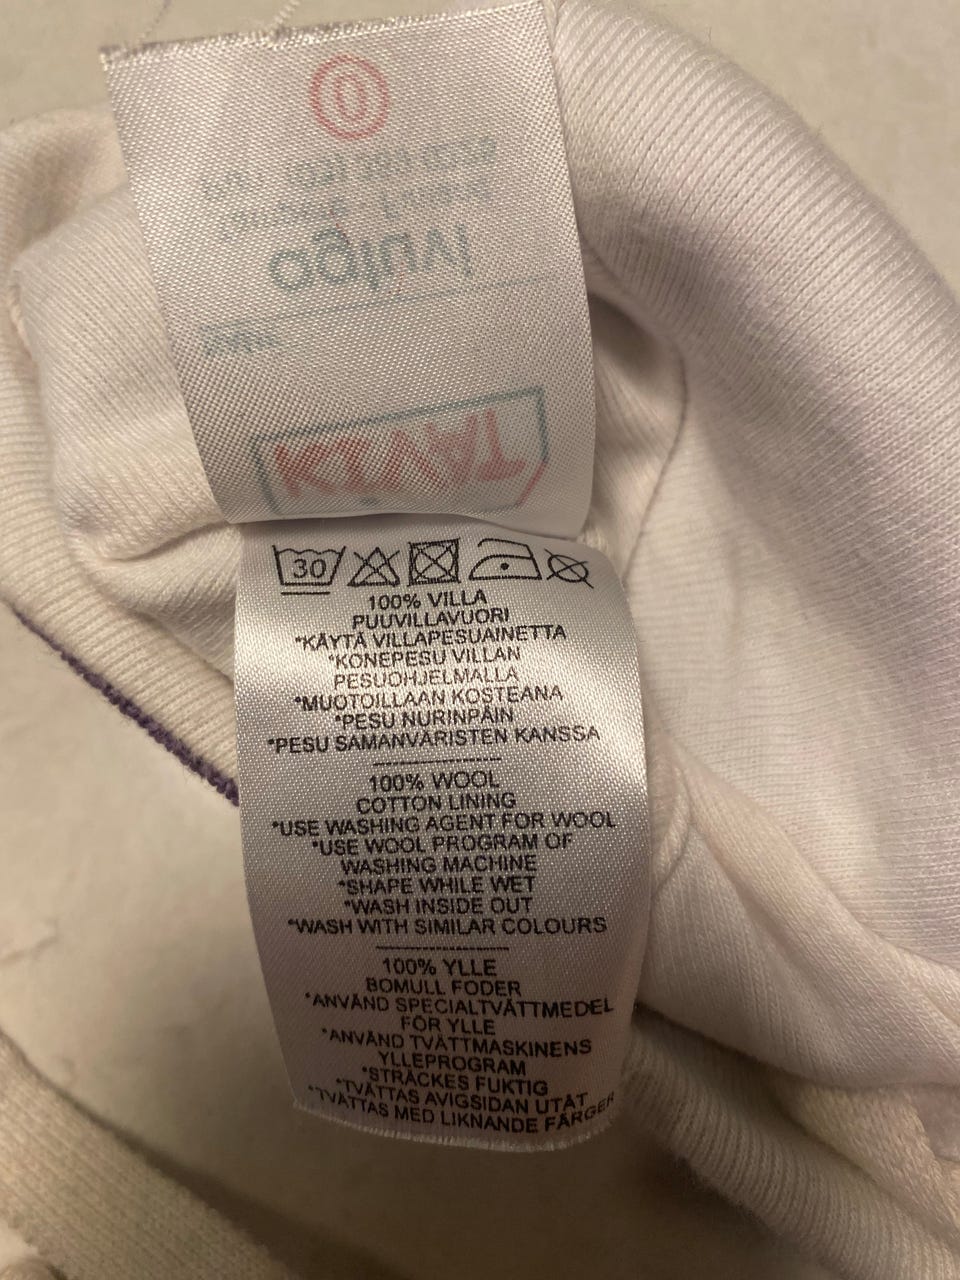 30
100% VILLA
PUUVILLAVUORI
*KÄYTÄ VILLAPESUAINETTA
*KONEPESU VILLAN
PESUOHJELMALLA
*MUOTOILLAAN KOSTEANA
*PESU NURINPÄIN
*PESU SAMANVÄRISTEN KANSSA
100% WOOL
COTTON LINING
*USE WASHING AGENT FOR WOOL
*USE WOOL PROGRAM OF
WASHING MACHINE
*SHAPE WHILE WET
*WASH INSIDE OUT
*WASH WITH SIMILAR COLOURS
100% YLLE
BOMULL FODER
*ANVÄND SPECIALTVÄTTMEDEL
FÖR YLLE
*ANVÄND TVÄTTMASKINENS
YLLEPROGRAM
*STRÄCKES FUKTIG
*TVÄTTAS AVIGSIDAN UTÅT
*TVÄTTAS MED LIKNANDE FÄRGER